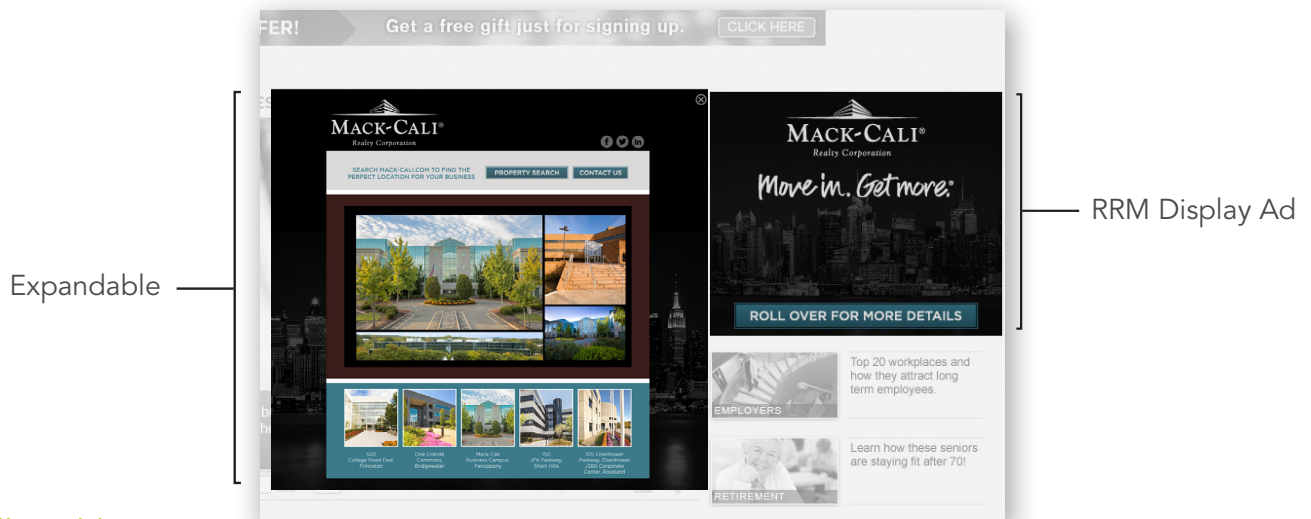 FER!
Get a free gift just for signing up.
CLICK HERE
Expandable
MACK-CALI®
Realty Corporation
SEARCH MACK-CALI.COM TO FIND THE
PERFECT LOCATION FOR YOUR BUSINESS
PROPERTY SEARCH
CONTACT US
500
College Road East,
Princeton
One Grande
Commons,
Bridgewater
Mack-Cali
Business Campus,
Parsippany
150
JFK Parkway,
Short Hills
105 Eisenhower
Parkway, Eisenhower
/280 Corporate
Center, Roseland
MACK-CALI®
Realty Corporation
Move in. Get more.®
ROLL OVER FOR MORE DETAILS
RRM Display Ad
EMPLOYERS
Top 20 workplaces and
how they attract long
term employees.
RETIREMENT
Learn how these seniors
are staying fit after 70!